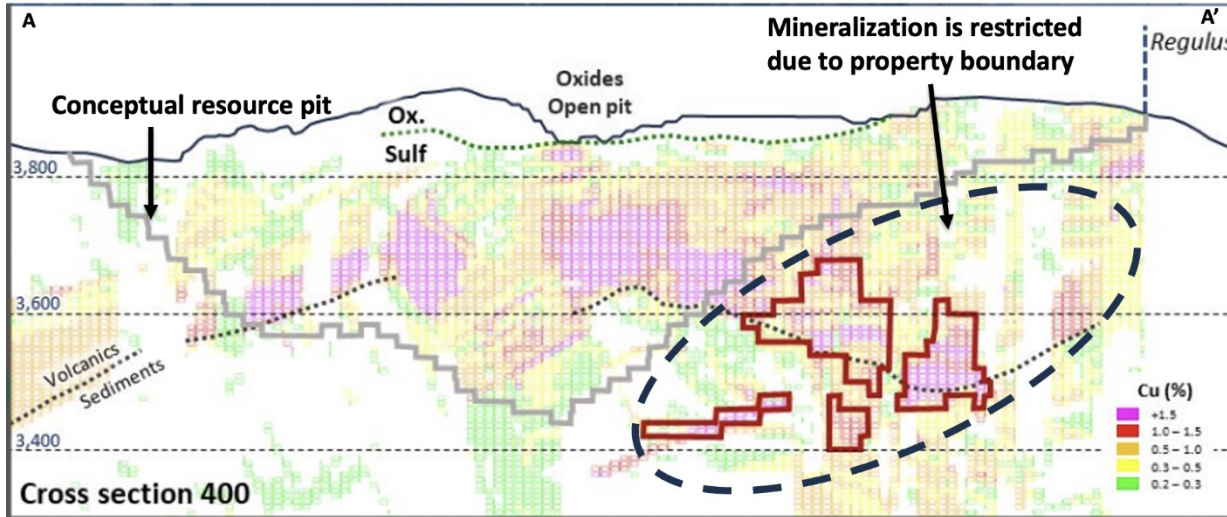 A
A'
Mineralization is restricted
due to property boundary
Regulus
Oxides
Open pit
Conceptual resource pit
Ox.
Sulf
3,800
3,600
Volcanics
Sediments
3,400
Cu (%)
+1.5
1.0 – 1.5
0.5 – 1.0
0.3 – 0.5
0.2 – 0.3
Cross section 400